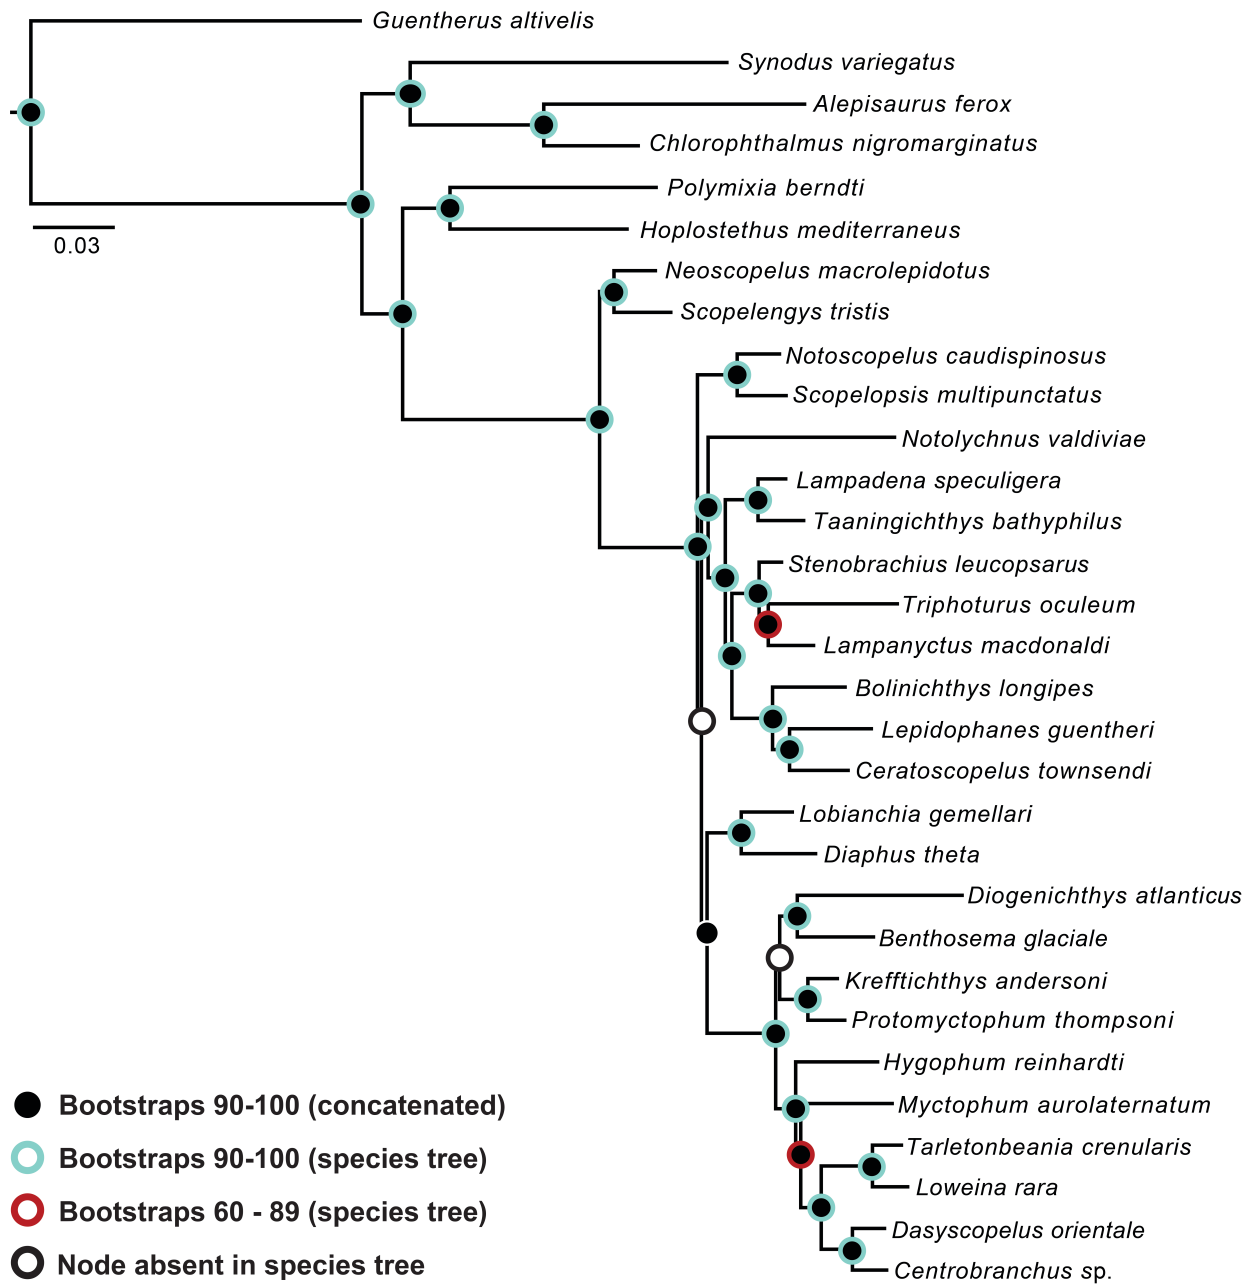 Guentherus altivelis
Synodus variegatus
Alepisaurus ferox
Chlorophthalmus nigromarginatus
Polymixia berndti
Hoplostethus mediterraneus
0.03
Neoscopelus macrolepidotus
Scopelengys tristis
Notoscopelus caudispinosus
Scopelopsis multipunctatus
Notolychnus valdiviae
Lampadena speculigera
Taaningichthys bathyphilus
Stenobrachius leucopsarus
Triphoturus oculeum
Lampanyctus macdonaldi
Bolinichthys longipes
Lepidophanes guentheri
Ceratoscopelus townsendi
Lobianchia gemellari
Diaphus theta
Diogenichthys atlanticus
Benthosema glaciale
Krefftichthys andersoni
Protomyctophum thompsoni
Hygophum reinhardti
Myctophum aurolaternatum
Tarletonbeania crenularis
Loweina rara
Dasyscopelus orientale
Centrobranchus sp.
Bootstraps 90-100 (concatenated)
Bootstraps 90-100 (species tree)
Bootstraps 60 - 89 (species tree)
Node absent in species tree